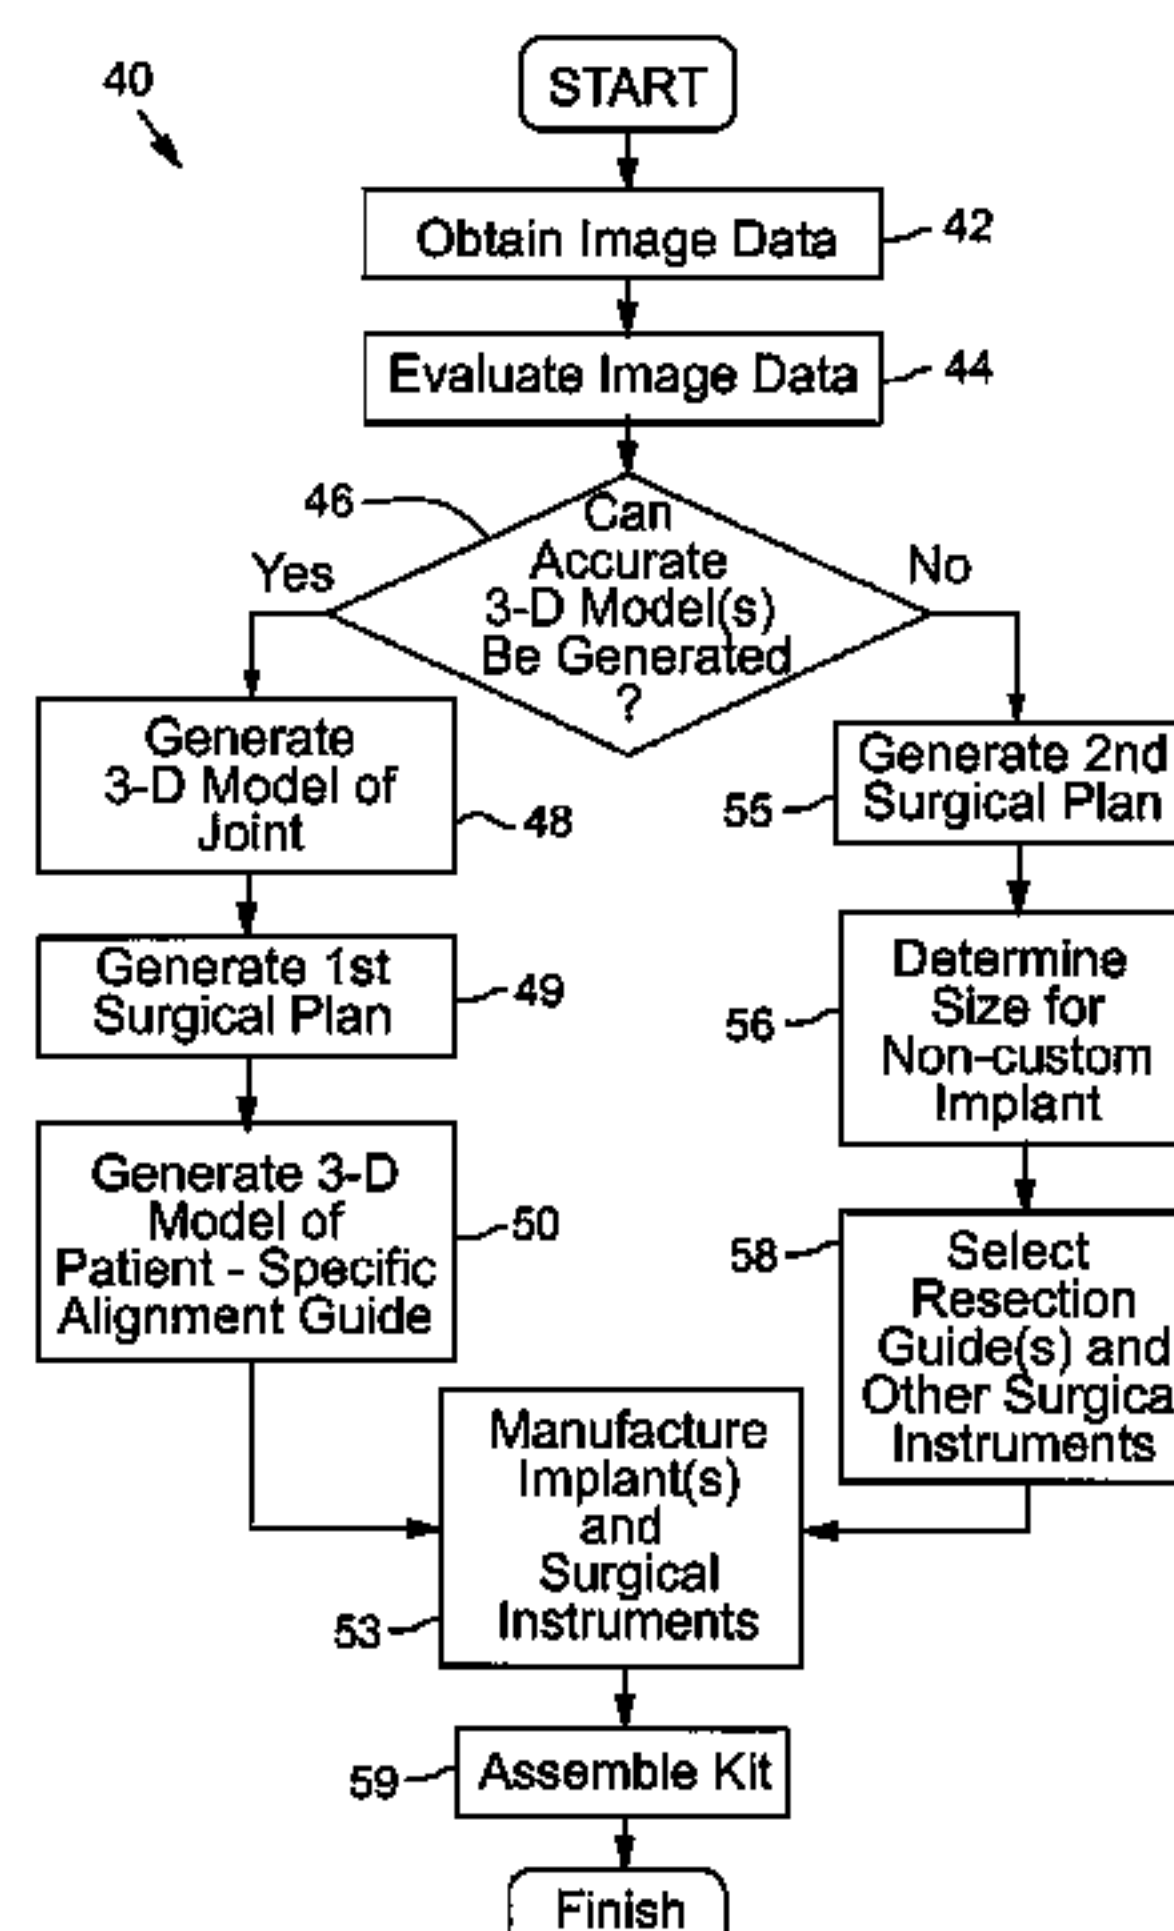 40
START
Obtain Image Data
42
Evaluate Image Data
44
46
Can
Accurate
3-D Model(s)
Be Generated
?
Yes
No
Generate
3-D Model of
Joint
48
Generate 1st
Surgical Plan
49
Generate 3-D
Model of
Patient - Specific
Alignment Guide
50
Generate 2nd
Surgical Plan
55
Determine
Size for
Non-custom
Implant
56
Select
Resection
Guide(s) and
Other Surgica
Instruments
58
Manufacture
Implant(s)
and
Surgical
Instruments
53
Assemble Kit
59
Finish